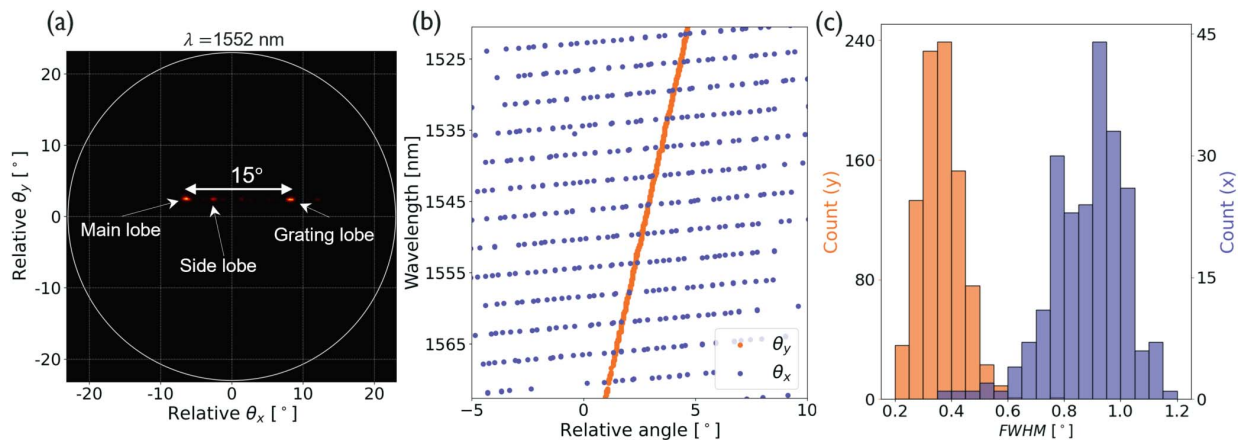 (a)
λ =1552 nm
Relative θy [°]
20
10
0
-10
-20
15°
Main lobe
Side lobe
Grating lobe
-20 -10 0 10 20
Relative θx [°]
(b)
Wavelength [nm]
1525
1535
1545
1555
1565
θy
θx
−5 0 5 10
Relative angle [°]
(c)
Count (y)
240
160
80
0
Count (x)
45
30
15
0
0.2 0.4 0.6 0.8 1.0 1.2
FWHM [°]